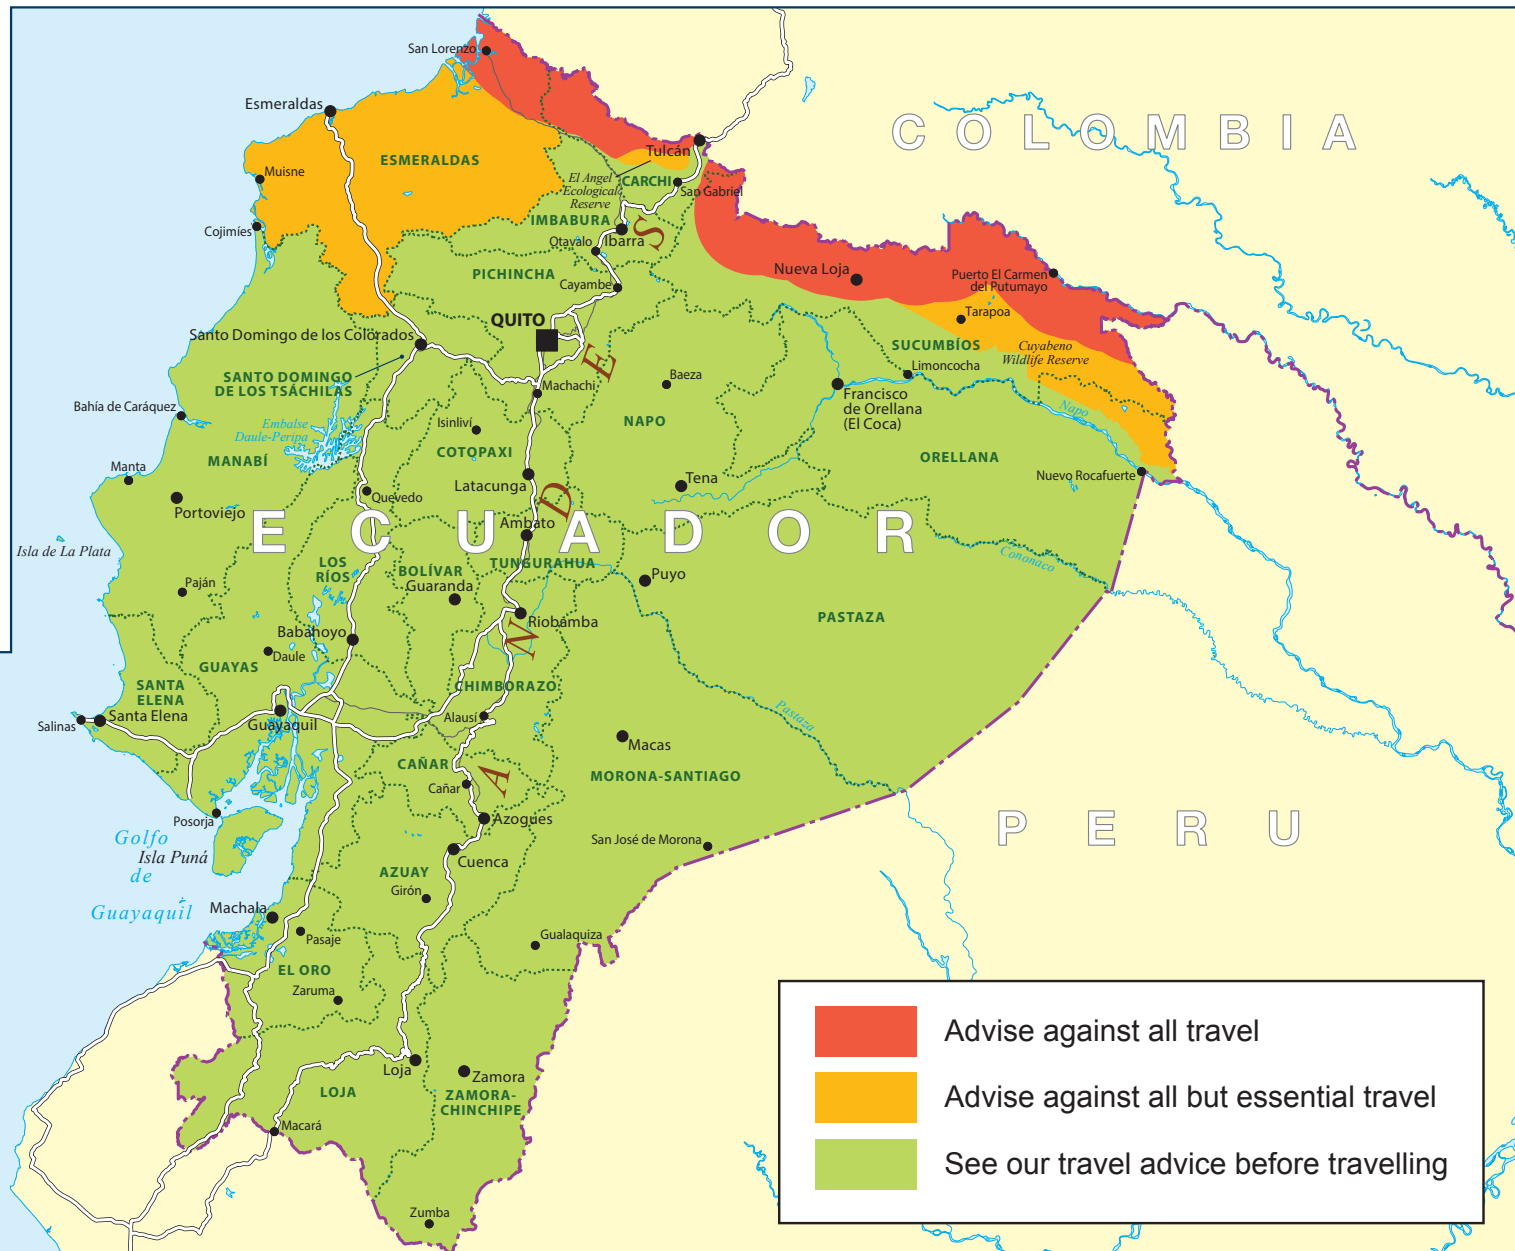 San Lorenzo
Esmeraldas
COLOMBIA
Tulcán
ESMERALDAS
Muisne
El Angel
Ecological
Reserve
CARCHI
San Gabriel
IMBABURA
Cojimíes
Otavalo
Ibarra
PICHINCHA
Cayambe
Nueva Loja
Puerto El Carmen
del Putumayo
QUITO
Tarapoa
Santo Domingo de los Colorados
SUCUMBÍOS
Cuyabeno
Wildlife Reserve
Limoncocha
SANTO DOMINGO
DE LOS TSÁCHILAS
Machachi
Baeza
Francisco
de Orellana
(El Coca)
Napo
Bahía de Caráquez
Embalse
Daule-Peripa
Isinliví
NAPO
COTOPAXI
MANABÍ
ORELLANA
Manta
Latacunga
Tena
Nuevo Rocafuerte
Quevedo
Portoviejo
ECUADOR
Ambato
Isla de La Plata
Cononaco
LOS
RÍOS
BOLÍVAR
TUNGURAHUA
Guaranda
Puyo
Paján
PASTAZA
Riobamba
Babahoyo
Daule
GUAYAS
SANTA
ELENA
CHIMBORAZO
Salinas
Santa Elena
Guayaquil
Alausí
Pastaza
Macas
CAÑAR
MORONA-SANTIAGO
Cañar
ANDES
Posorja
Azogues
PERU
Golfo
de
Guayaquil
Isla Puná
San José de Morona
Cuenca
AZUAY
Girón
Machala
Pasaje
Gualaquiza
EL ORO
Zaruma
Loja
Zamora
LOJA
ZAMORA-
CHINCHIPE
Macará
Zumba
Advise against all travel
Advise against all but essential travel
See our travel advice before travelling